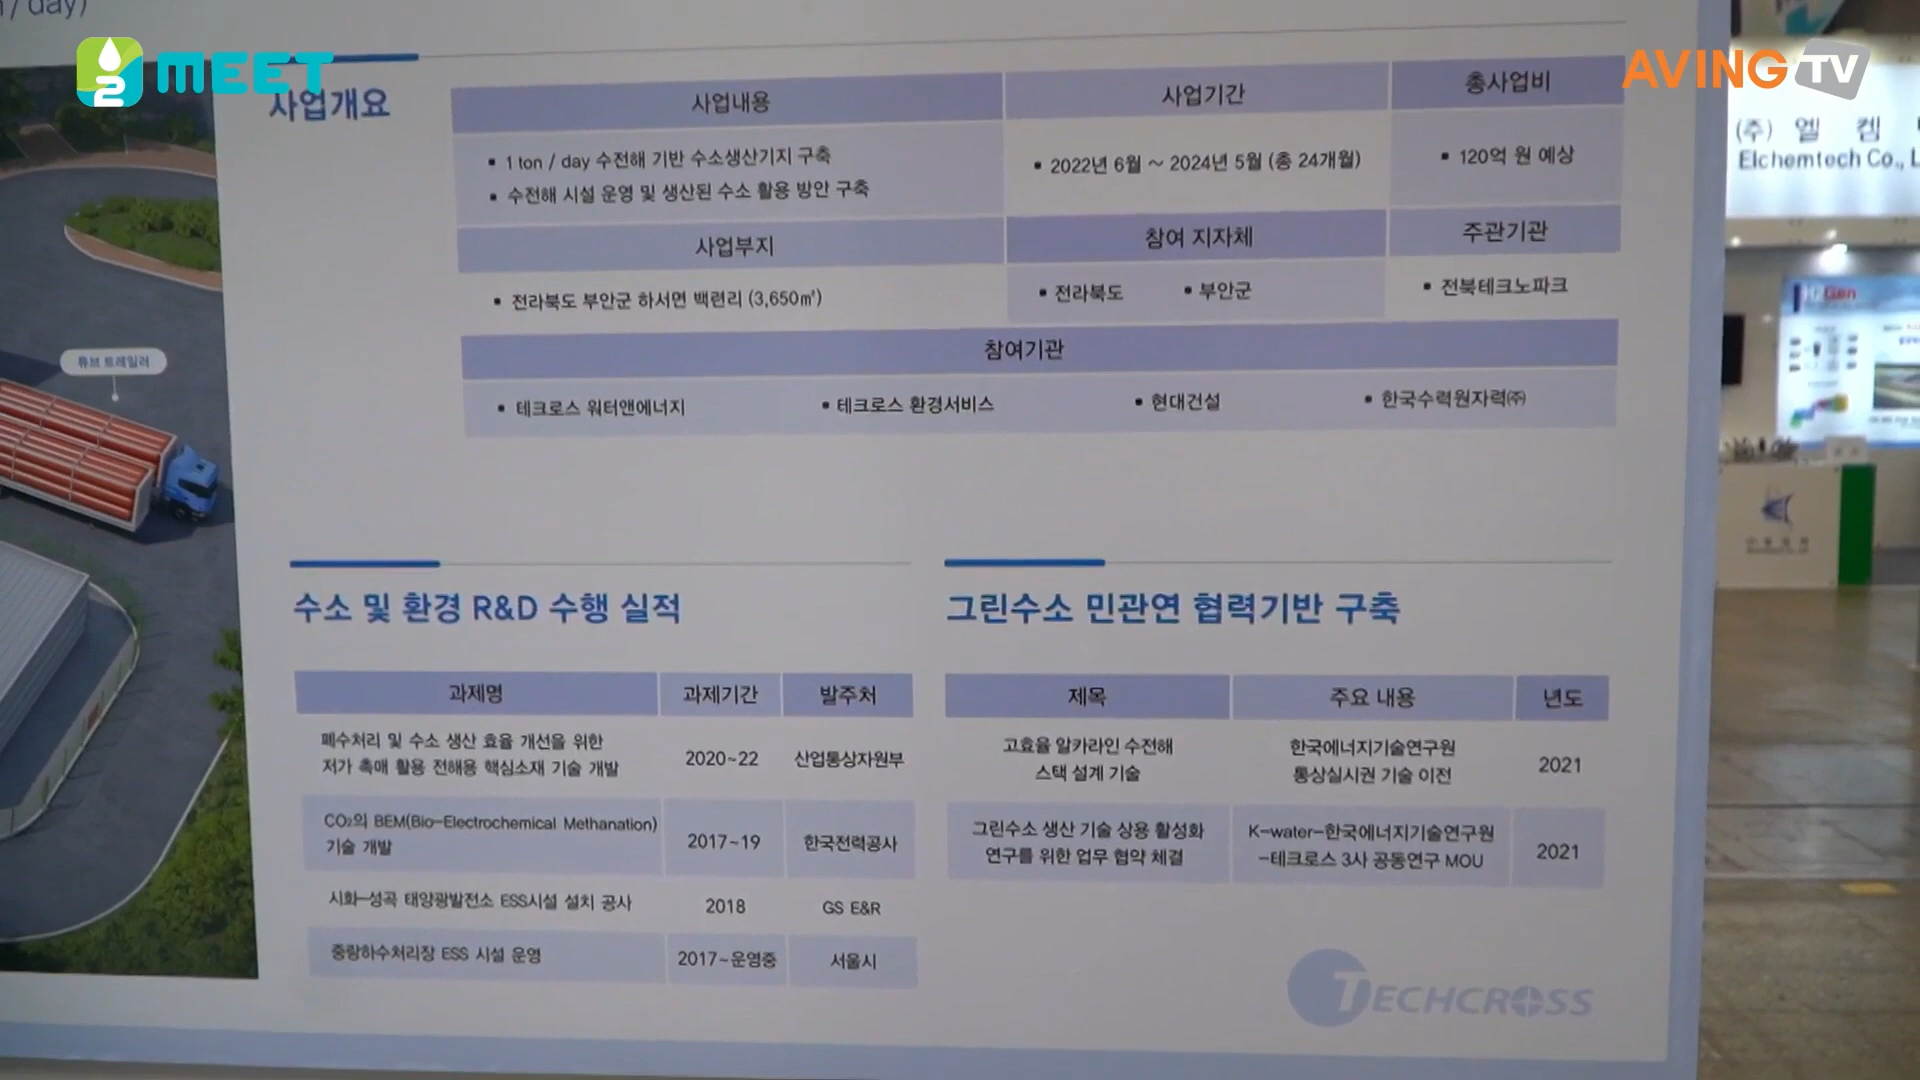 MEET
AVING TV
사업개요
사업내용
사업기간
총사업비
▪ 1 ton / day 수전해 기반 수소생산기지 구축
▪ 수전해 시설 운영 및 생산된 수소 활용 방안 구축
▪ 2022년 6월 ~ 2024년 5월 (총 24개월)
▪ 120억 원 예상
사업부지
참여 지자체
주관기관
▪ 전라북도 부안군 하서면 백련리 (3,650㎡)
▪ 전라북도
▪ 부안군
▪ 전북테크노파크
참여기관
▪ 테크로스 워터앤에너지
▪ 테크로스 환경서비스
▪ 현대건설
▪ 한국수력원자력㈜
튜브 트레일러
수소 및 환경 R&D 수행 실적
과제명
과제기간
발주처
폐수처리 및 수소 생산 효율 개선을 위한
저가 촉매 활용 전해용 핵심소재 기술 개발
2020~22
산업통상자원부
CO₂의 BEM(Bio-Electrochemical Methanation)
기술 개발
2017~19
한국전력공사
시화-성곡 태양광발전소 ESS시설 설치 공사
2018
GS E&R
중랑하수처리장 ESS 시설 운영
2017~운영중
서울시
그린수소 민관연 협력기반 구축
제목
주요 내용
년도
고효율 알카라인 수전해
스택 설계 기술
한국에너지기술연구원
통상실시권 기술 이전
2021
그린수소 생산 기술 상용 활성화
연구를 위한 업무 협약 체결
K-water-한국에너지기술연구원
-테크로스 3사 공동연구 MOU
2021
TECHCROSS
(주) 엘 켐
Elchemtech Co.,